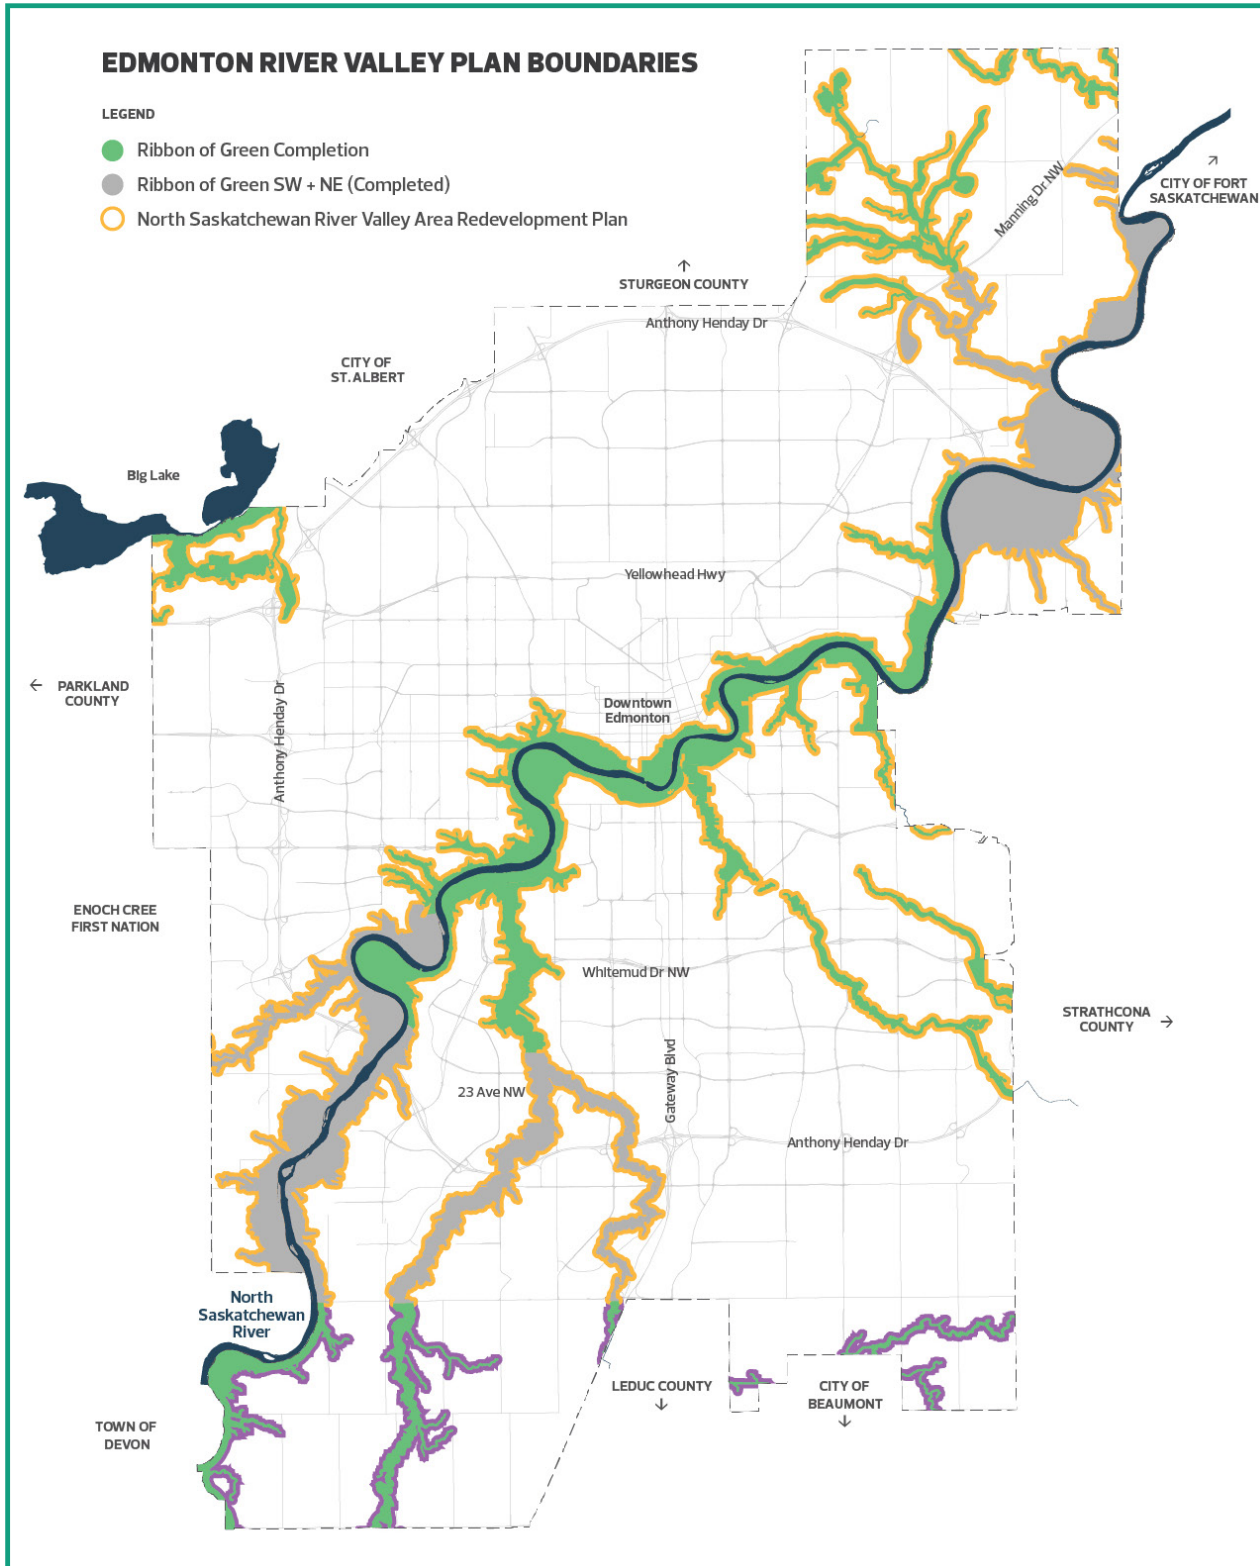 EDMONTON RIVER VALLEY PLAN BOUNDARIES
LEGEND
Ribbon of Green Completion
Ribbon of Green SW + NE (Completed)
North Saskatchewan River Valley Area Redevelopment Plan
Manning Dr NW
CITY OF FORT
SASKATCHEWAN
STURGEON COUNTY
Anthony Henday Dr
CITY OF
ST. ALBERT
Big Lake
Yellowhead Hwy
PARKLAND
COUNTY
Anthony Henday Dr
Downtown
Edmonton
ENOCH CREE
FIRST NATION
Whitemud Dr NW
STRATHCONA
COUNTY
23 Ave NW
Gateway Blvd
Anthony Henday Dr
North
Saskatchewan
River
LEDUC COUNTY
CITY OF
BEAUMONT
TOWN OF
DEVON